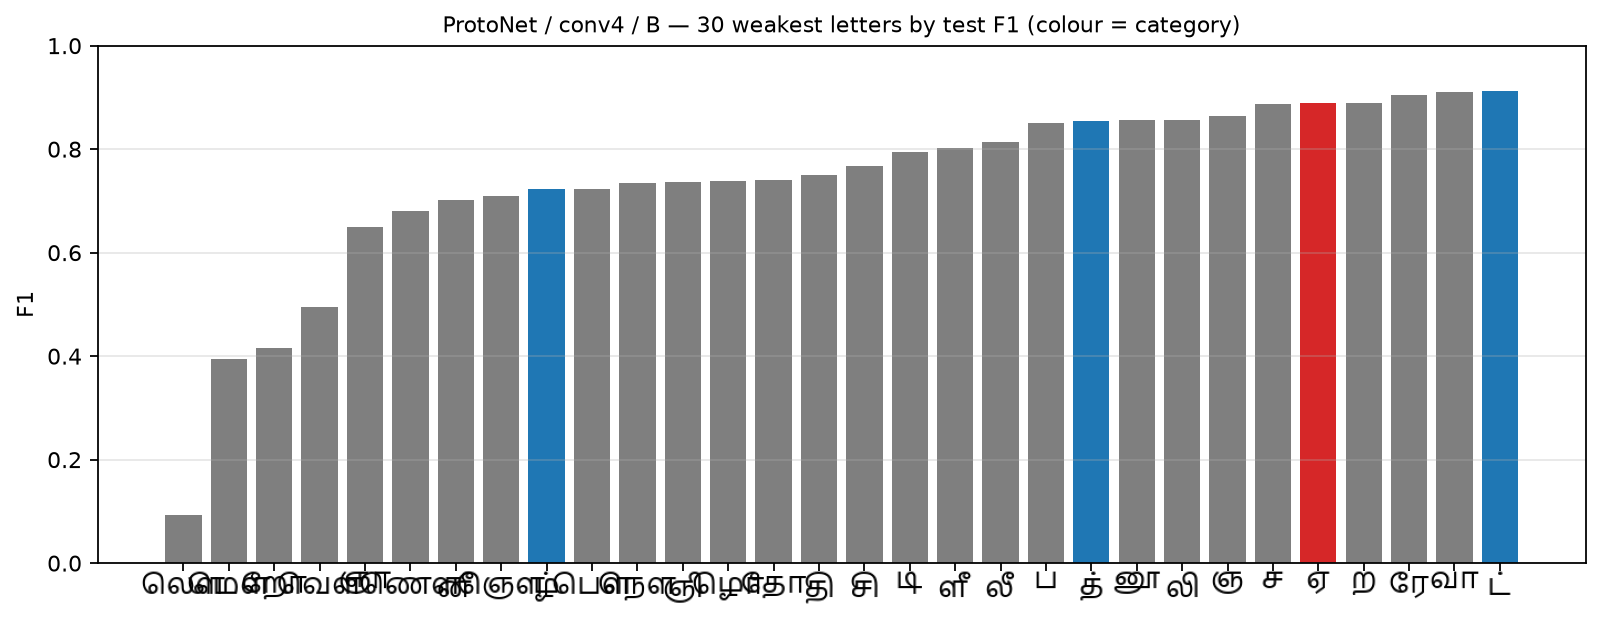 ProtoNet / conv4 / B — 30 weakest letters by test F1 (colour = category)
1.0
0.8
0.6
0.4
0.2
0.0
F1
தி சி டி ளீ லீ ப த் னூ லி ஞ ச ஏ ற ரே வா ட்